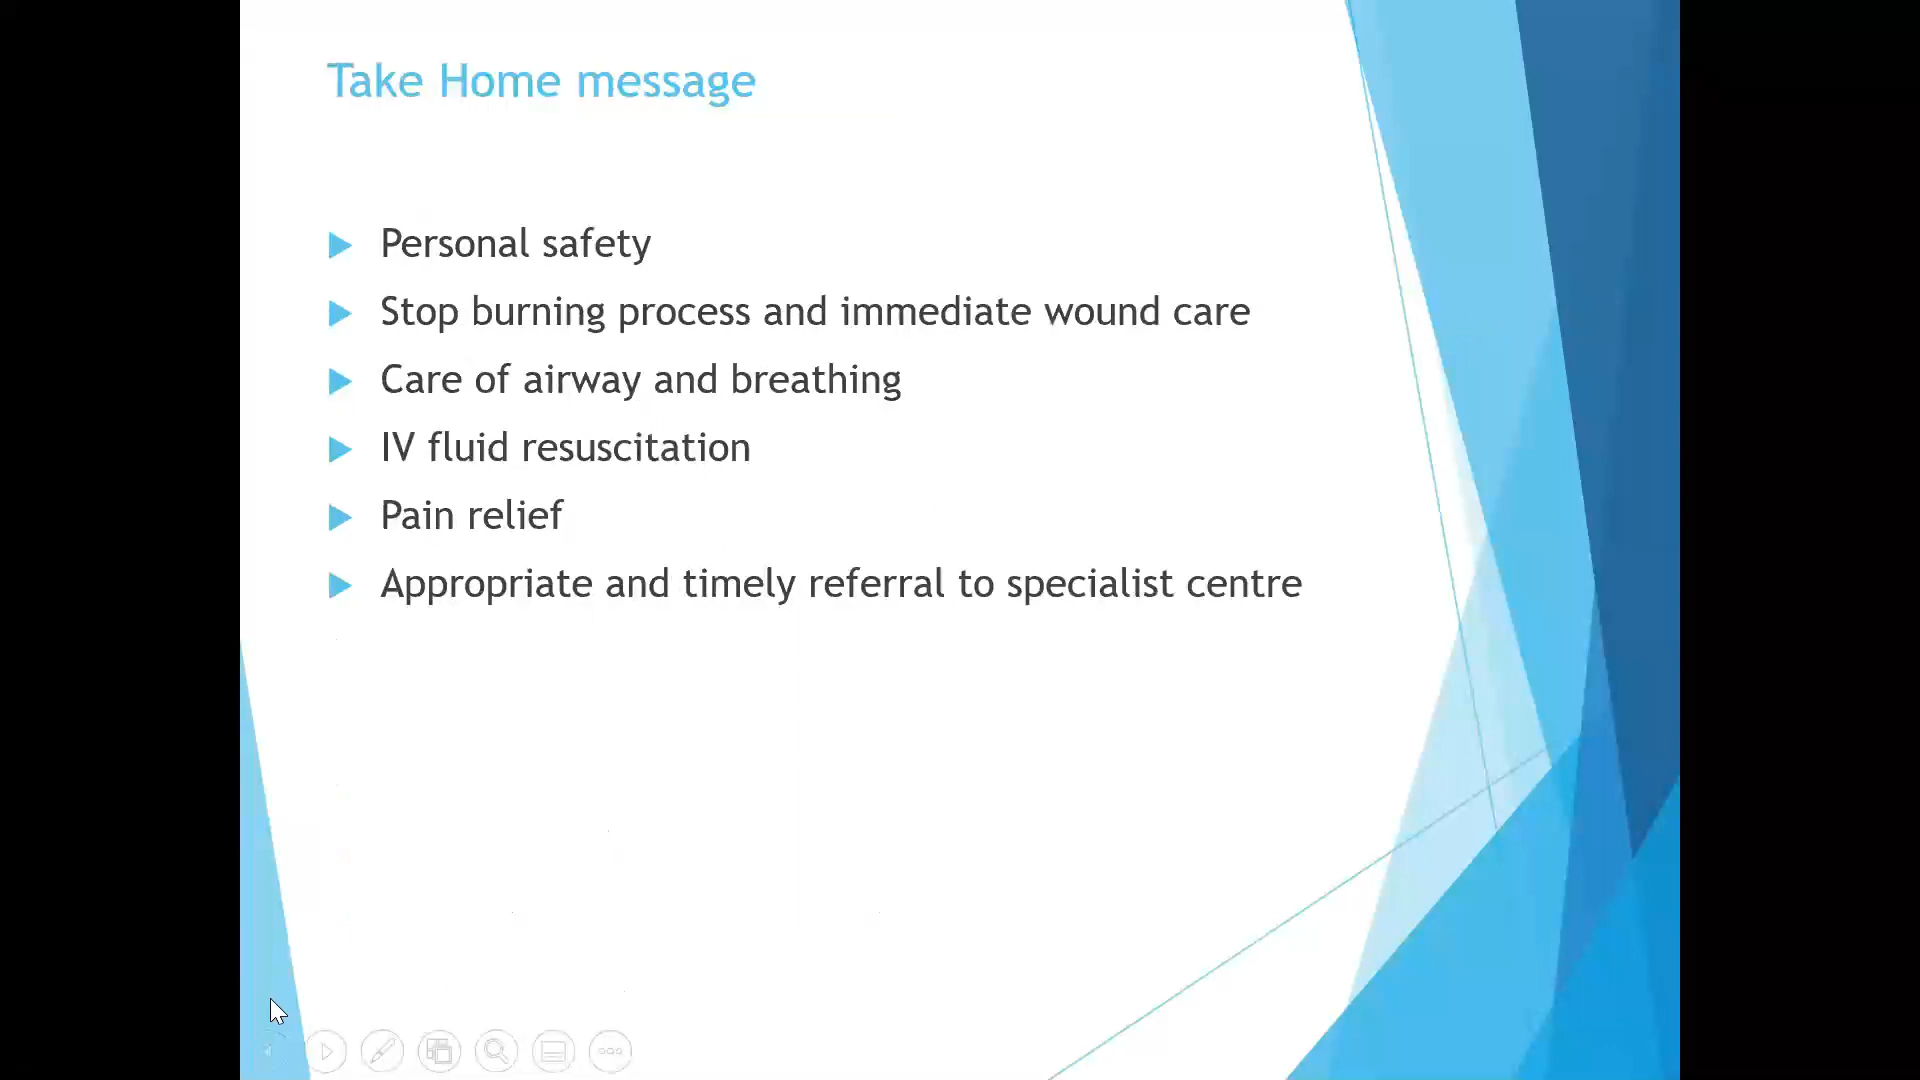 Take Home message
Personal safety
Stop burning process and immediate wound care
Care of airway and breathing
IV fluid resuscitation
Pain relief
Appropriate and timely referral to specialist centre